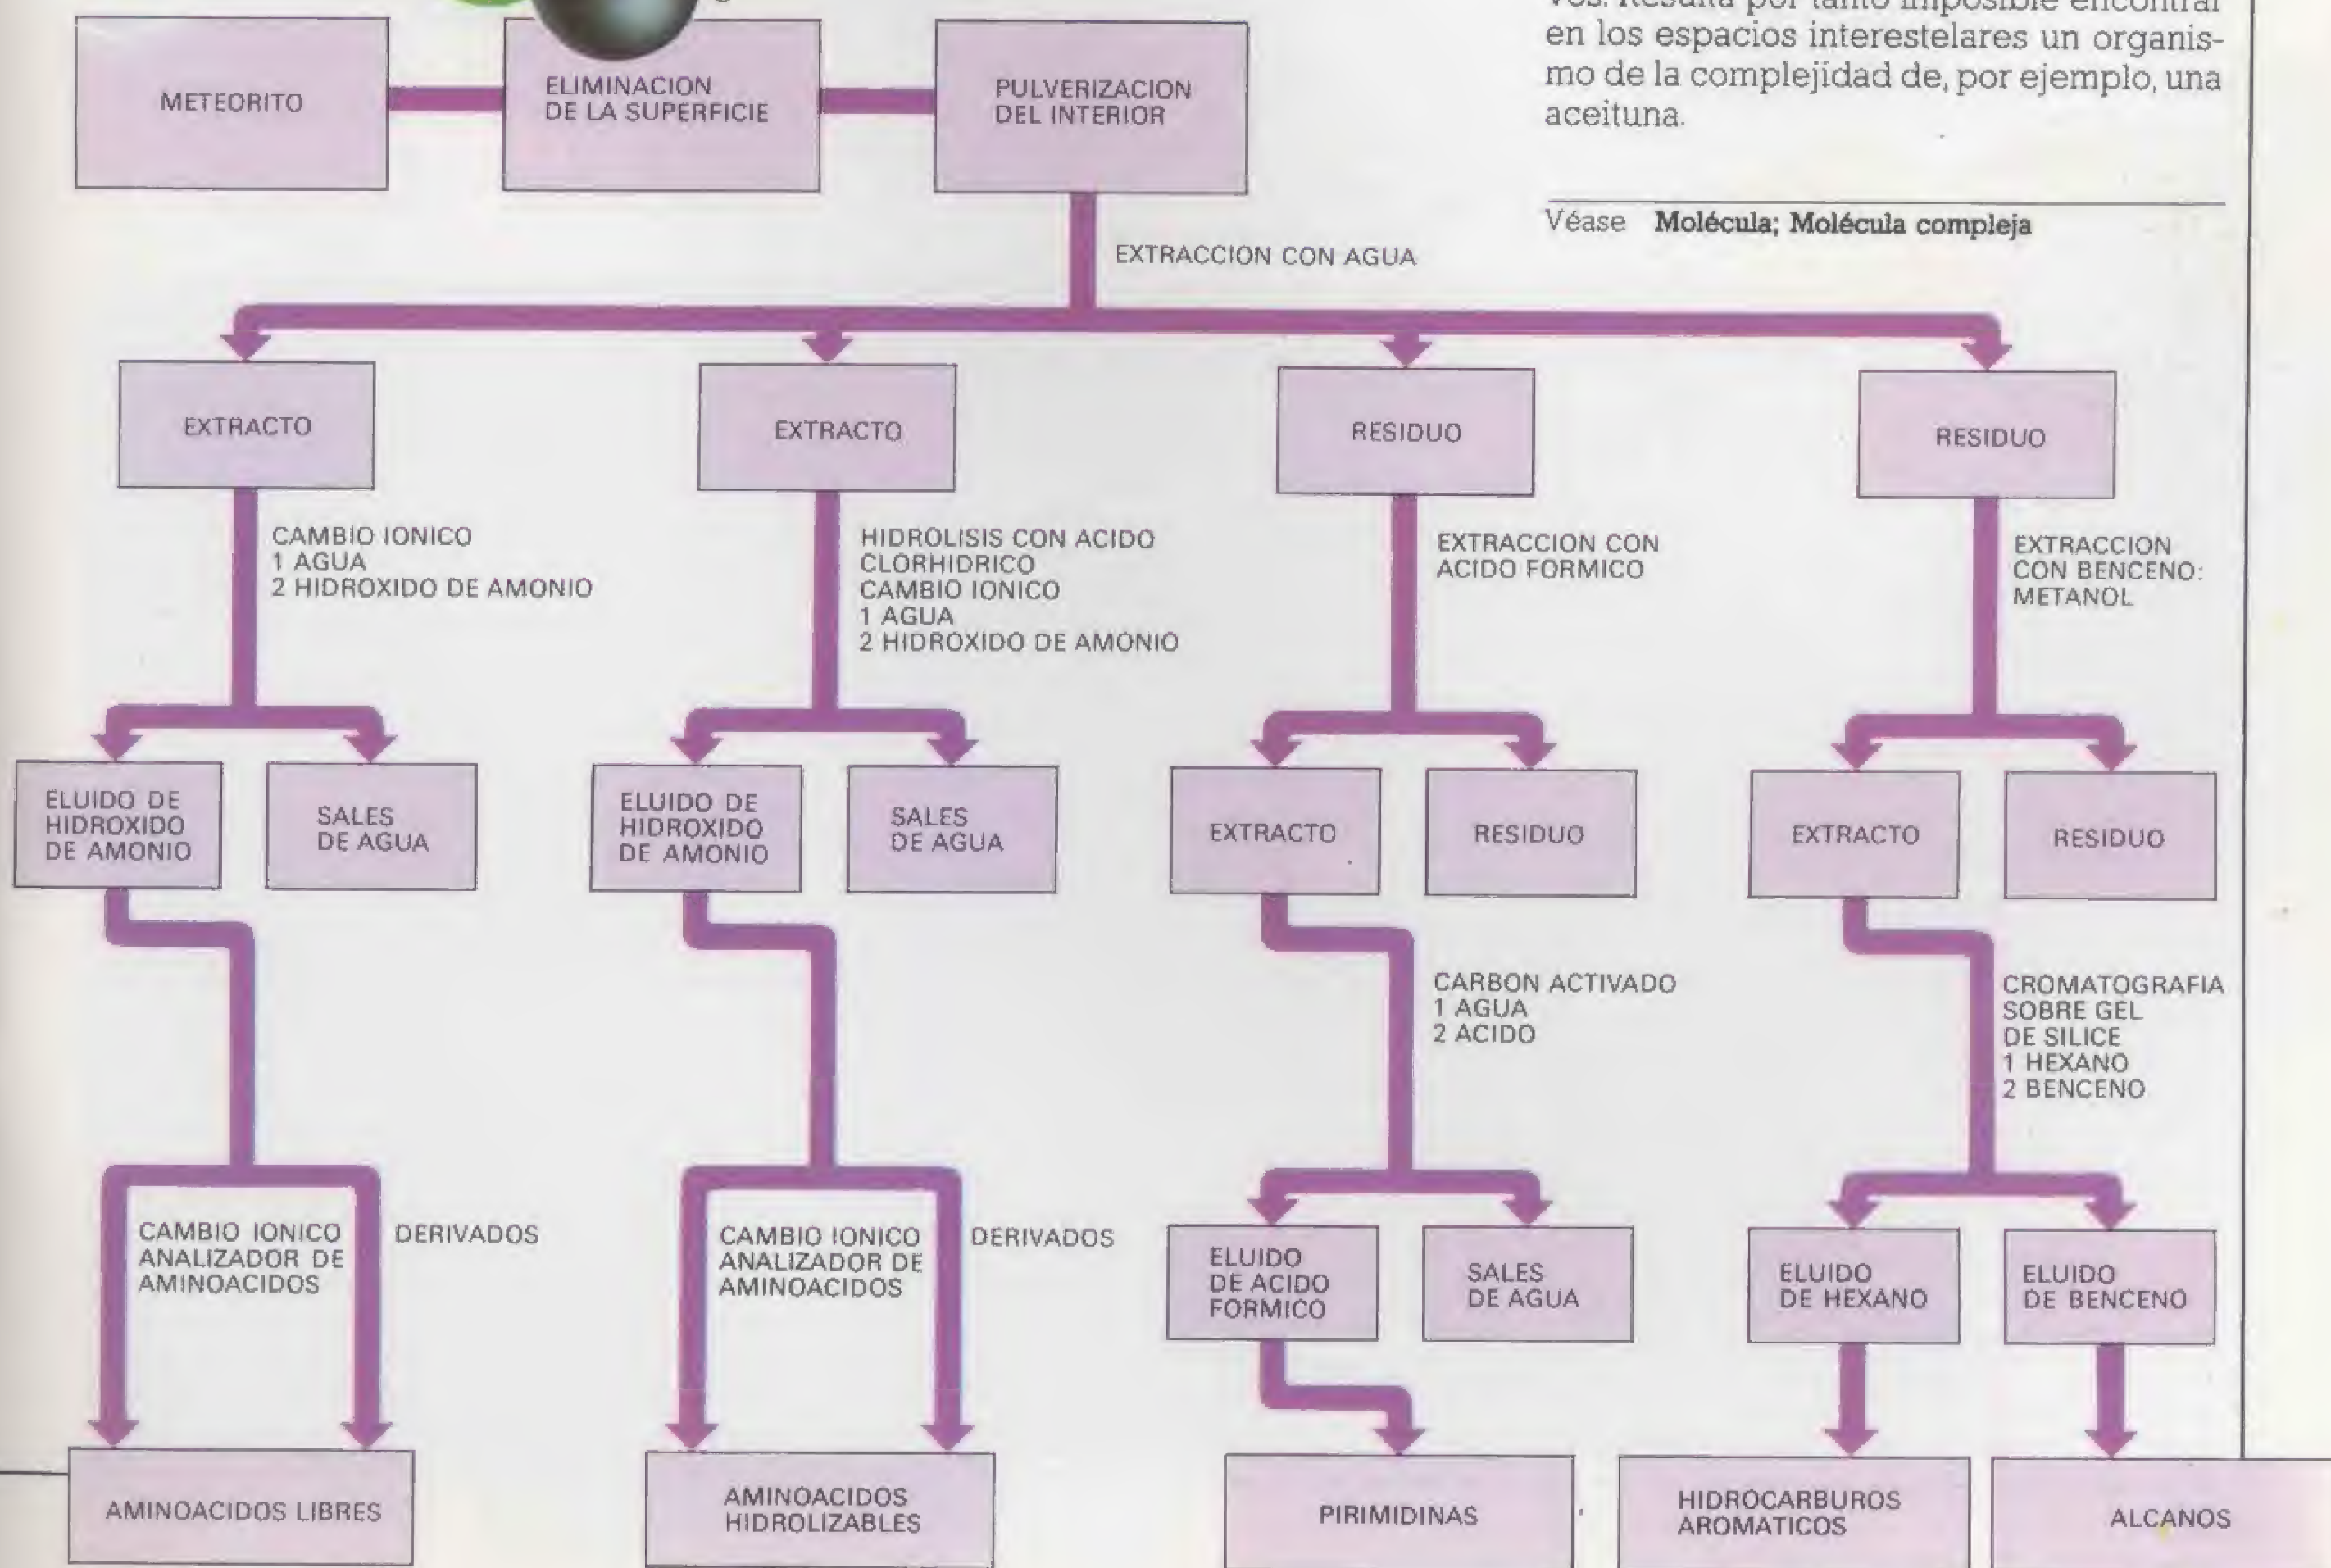 vos. Resulta por tanto imposible encontrar
en los espacios interestelares un organis-
mo de la complejídad de, por ejemplo, una
aceituna.
Véase Molécula; Molécula compleja
METEORITO
ELIMINACION
DE LA SUPERFICIE
PULVERIZACION
DEL INTERIOR
EXTRACCION CON AGUA
EXTRACTO
EXTRACTO
RESIDUO
RESIDUO
CAMBIO IONICO
1 AGUA
2 HIDROXIDO DE AMONIO
HIDROLISIS CON ACIDO
CLORHIDRICO
CAMBIO IONICO
1 AGUA
2 HIDROXIDO DE AMONIO
EXTRACCION CON
ACIDO FORMICO
EXTRACCION
CON BENCENO:
METANOL
ELUIDO DE
HIDROXIDO
DE AMONIO
SALES
DE AGUA
ELUIDO DE
HIDROXIDO
DE AMONIO
SALES
DE AGUA
EXTRACTO
RESIDUO
EXTRACTO
RESIDUO
CARBON ACTIVADO
1 AGUA
2 ACIDO
CROMATOGRAFIA
SOBRE GEL
DE SILICE
1 HEXANO
2 BENCENO
CAMBIO IONICO
ANALIZADOR DE
AMINOACIDOS
DERIVADOS
CAMBIO IONICO
ANALIZADOR DE
AMINOACIDOS
DERIVADOS
ELUIDO
DE ACIDO
FORMICO
SALES
DE AGUA
ELUIDO
DE HEXANO
ELUIDO
DE BENCENO
AMINOACIDOS LIBRES
AMINOACIDOS
HIDROLIZABLES
PIRIMIDINAS
HIDROCARBUROS
AROMATICOS
ALCANOS